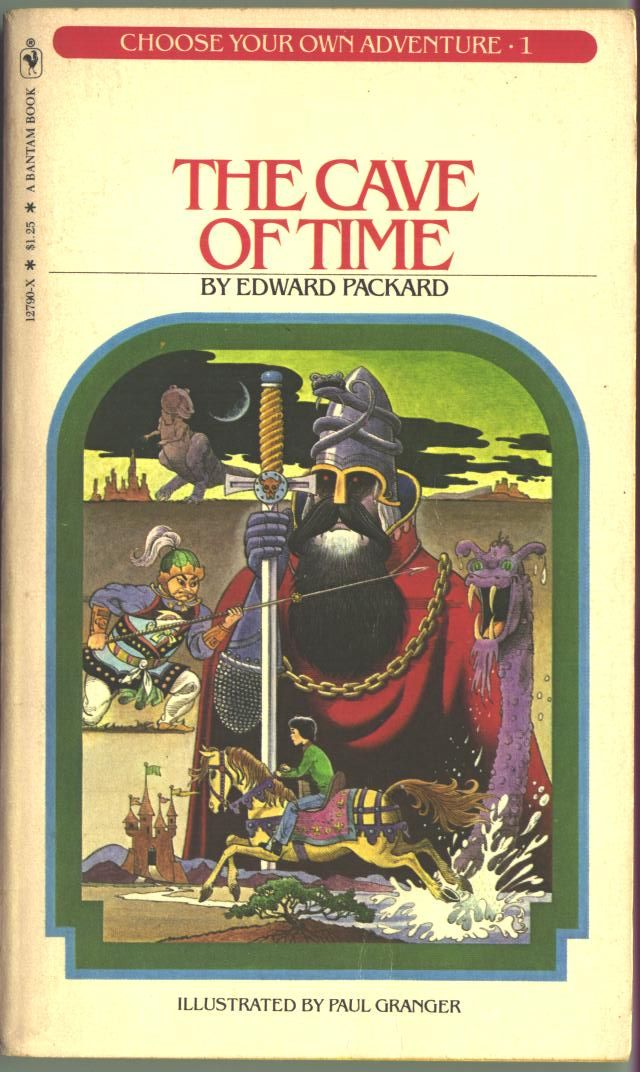 CHOOSE YOUR OWN ADVENTURE · 1
®
12790-X * $1.25 * A BANTAM BOOK
THE CAVE
OF TIME
BY EDWARD PACKARD
ILLUSTRATED BY PAUL GRANGER